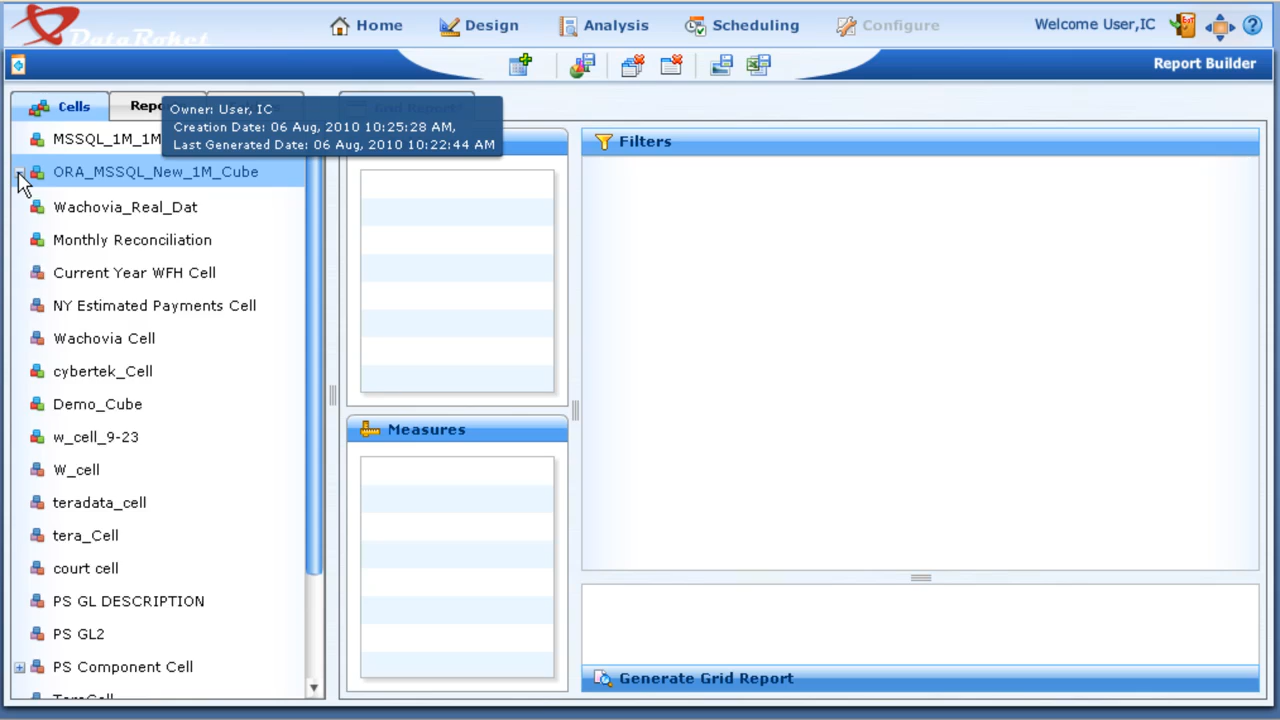 DataRoket
Home
Design
Analysis
Scheduling
Configure
Welcome User,IC
Report Builder
Cells
Repo
Owner: User, IC
Creation Date: 06 Aug, 2010 10:25:28 AM,
Last Generated Date: 06 Aug, 2010 10:22:44 AM
MSSQL_1M_1M
ORA_MSSQL_New_1M_Cube
Wachovia_Real_Dat
Monthly Reconciliation
Current Year WFH Cell
NY Estimated Payments Cell
Wachovia Cell
cybertek_Cell
Demo_Cube
w_cell_9-23
W_cell
teradata_cell
tera_Cell
court cell
PS GL DESCRIPTION
PS GL2
PS Component Cell
TeraCell
Filters
Measures
Generate Grid Report